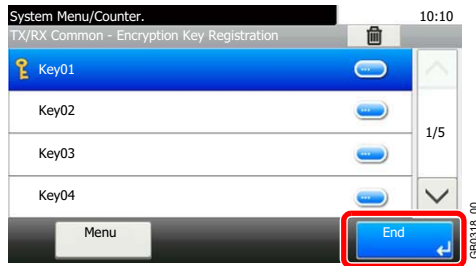 System Menu/Counter.
10:10
TX/RX Common - Encryption Key Registration
Key01
Key02
1/5
Key03
Key04
Menu
End
GB0318_00